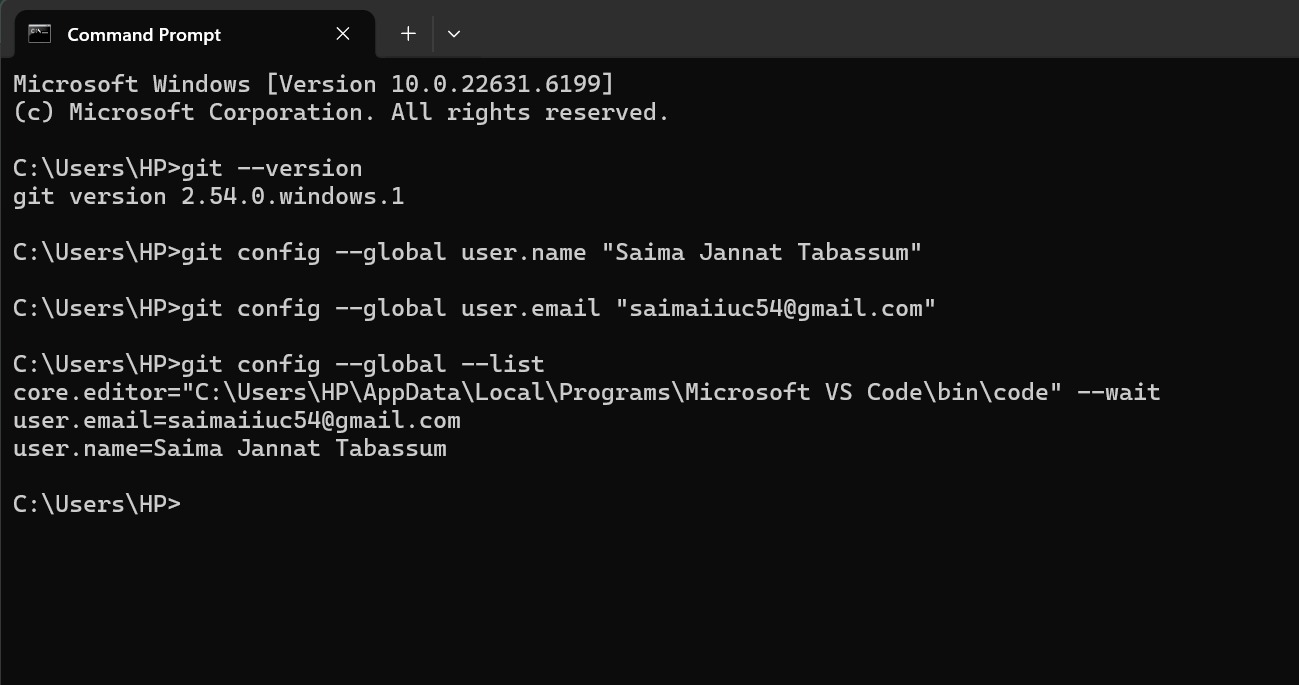 Command Prompt
Microsoft Windows [Version 10.0.22631.6199]
(c) Microsoft Corporation. All rights reserved.
C:\Users\HP>git --version
git version 2.54.0.windows.1
C:\Users\HP>git config --global user.name "Saima Jannat Tabassum"
C:\Users\HP>git config --global user.email "saimaiiuc54@gmail.com"
C:\Users\HP>git config --global --list
core.editor="C:\Users\HP\AppData\Local\Programs\Microsoft VS Code\bin\code" --wait
user.email=saimaiiuc54@gmail.com
user.name=Saima Jannat Tabassum
C:\Users\HP>